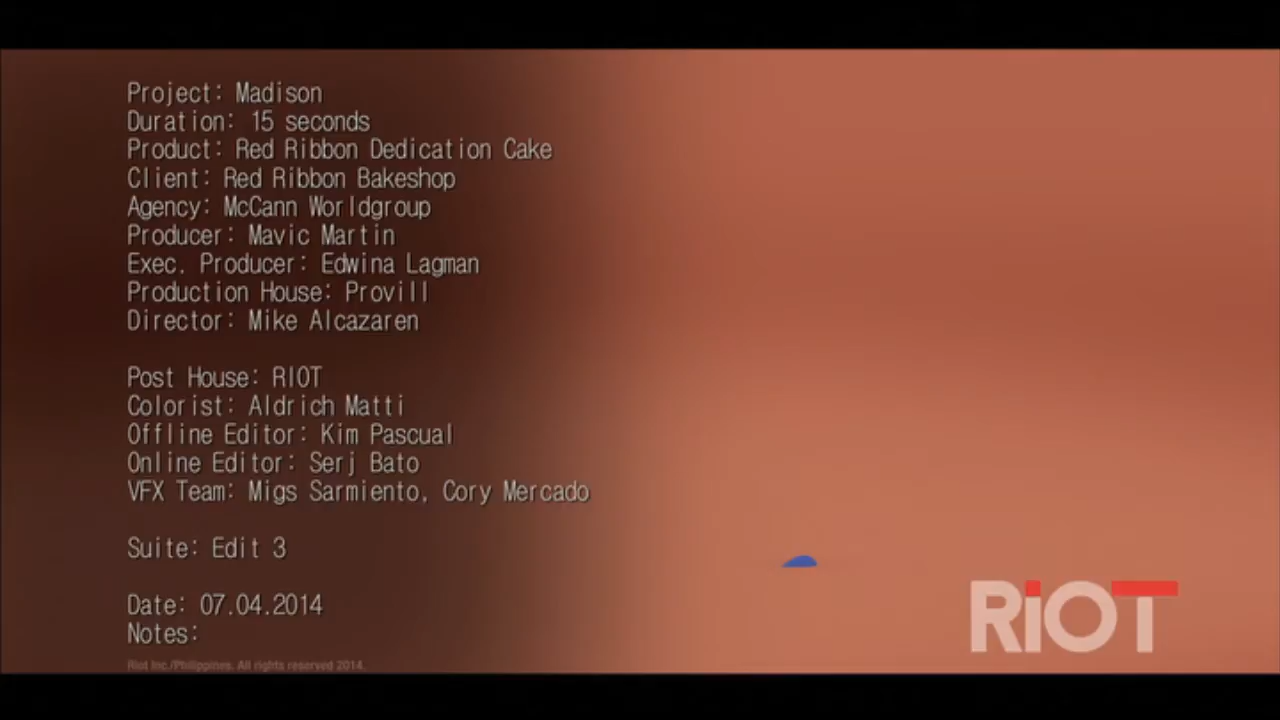 Project: Madison
Duration: 15 seconds
Product: Red Ribbon Dedication Cake
Client: Red Ribbon Bakeshop
Agency: McCann Worldgroup
Producer: Mavic Martin
Exec. Producer: Edwina Lagman
Production House: Provill
Director: Mike Alcazaren
Post House: RIOT
Colorist: Aldrich Matti
Offline Editor: Kim Pascual
Online Editor: Serj Bato
VFX Team: Migs Sarmiento, Cory Mercado
Suite: Edit 3
Date: 07.04.2014
Notes:
Riot Inc./Philippines. All rights reserved 2014.
RiOT